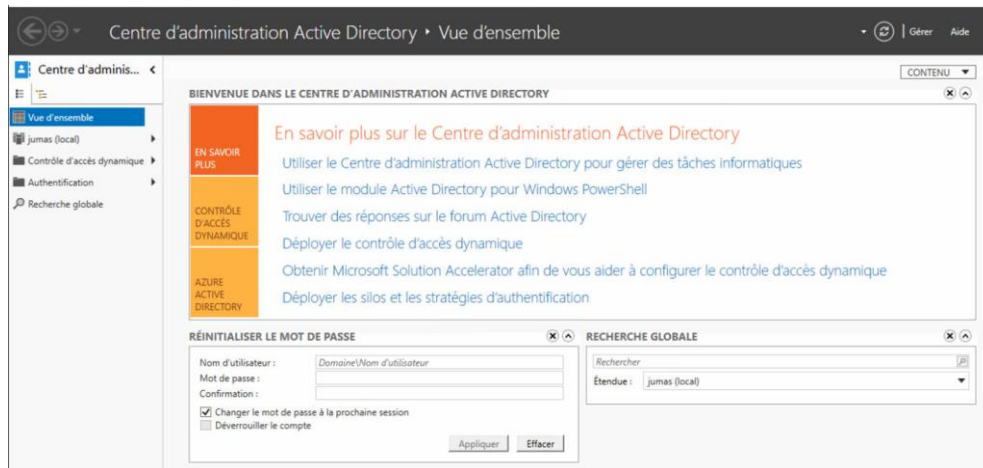 Centre d'administration Active Directory • Vue d'ensemble
Gérer Aide
Centre d'adminis...
CONTENU
BIENVENUE DANS LE CENTRE D'ADMINISTRATION ACTIVE DIRECTORY
Vue d'ensemble
jumas (local)
Contrôle d'accès dynamique
Authentification
Recherche globale
EN SAVOIR
PLUS
CONTRÔLE
D'ACCÈS
DYNAMIQUE
AZURE
ACTIVE
DIRECTORY
En savoir plus sur le Centre d'administration Active Directory
Utiliser le Centre d'administration Active Directory pour gérer des tâches informatiques
Utiliser le module Active Directory pour Windows PowerShell
Trouver des réponses sur le forum Active Directory
Déployer le contrôle d'accès dynamique
Obtenir Microsoft Solution Accelerator afin de vous aider à configurer le contrôle d'accès dynamique
Déployer les silos et les stratégies d'authentification
RÉINITIALISER LE MOT DE PASSE
Nom d'utilisateur :
Domaine\Nom d'utilisateur
Mot de passe :
Confirmation :
Changer le mot de passe à la prochaine session
Déverrouiller le compte
Appliquer
Effacer
RECHERCHE GLOBALE
Rechercher
Étendue : jumas (local)